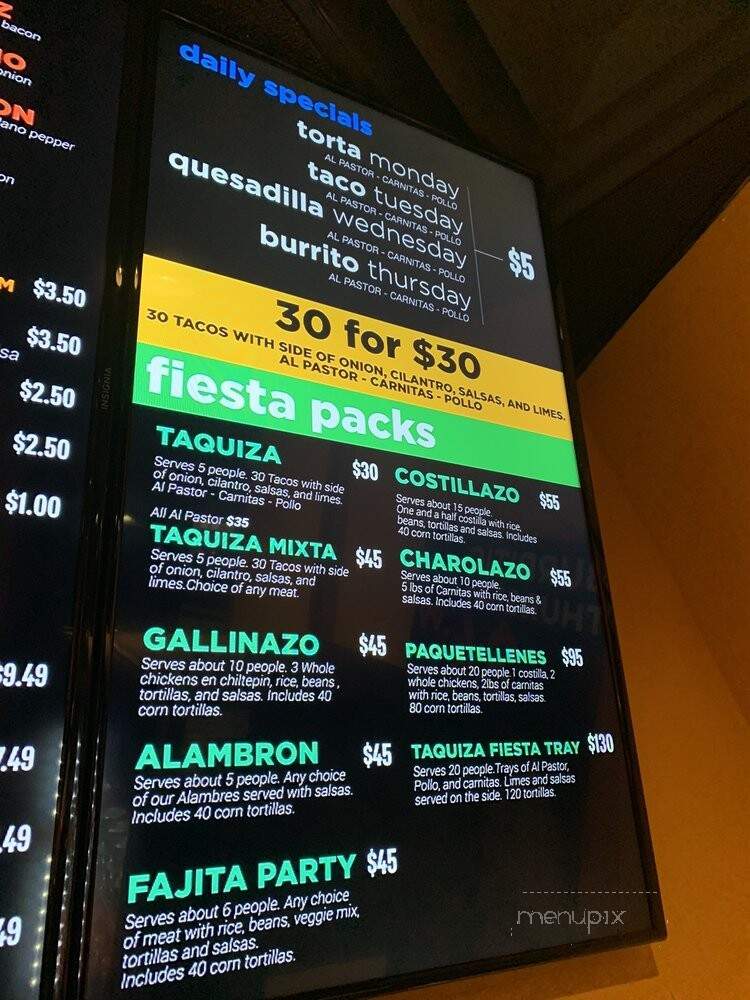 bacon
onion
ano pepper
on
M $3.50
$3.50
sa
$2.50
$2.50
$1.00
$9.49
.49
.49
49
INSIGNIA
daily specials
torta monday
AL PASTOR - CARNITAS - POLLO
taco tuesday
AL PASTOR - CARNITAS - POLLO
quesadilla wednesday
AL PASTOR - CARNITAS - POLLO
burrito thursday
AL PASTOR - CARNITAS - POLLO
$5
30 for $30
30 TACOS WITH SIDE OF ONION, CILANTRO, SALSAS, AND LIMES.
AL PASTOR - CARNITAS - POLLO
fiesta packs
TAQUIZA $30
Serves 5 people. 30 Tacos with side
of onion, cilantro, salsas, and limes.
Al Pastor - Carnitas - Pollo
All Al Pastor $35
TAQUIZA MIXTA $45
Serves 5 people. 30 Tacos with side
of onion, cilantro, salsas, and
limes.Choice of any meat.
GALLINAZO $45
Serves about 10 people. 3 Whole
chickens en chiltepin, rice, beans,
tortillas, and salsas. Includes 40
corn tortillas.
ALAMBRON $45
Serves about 5 people. Any choice
of our Alambres served with salsas.
Includes 40 corn tortillas.
FAJITA PARTY $45
Serves about 6 people. Any choice
of meat with rice, beans, veggie mix,
tortillas and salsas.
Includes 40 corn tortillas.
COSTILLAZO $55
Serves about 15 people.
One and a half costilla with rice,
beans, tortillas and salsas. Includes
40 corn tortillas.
CHAROLAZO $55
Serves about 10 people.
5 lbs of Carnitas with rice, beans &
salsas. Includes 40 corn tortillas.
PAQUETELLENES $95
Serves about 20 people.1 costilla, 2
whole chickens, 2lbs of carnitas
with rice, beans, tortillas, salsas.
80 corn tortillas.
TAQUIZA FIESTA TRAY $130
Serves 20 people.Trays of Al Pastor,
Pollo, and carnitas. Limes and salsas
served on the side. 120 tortillas.
menupix